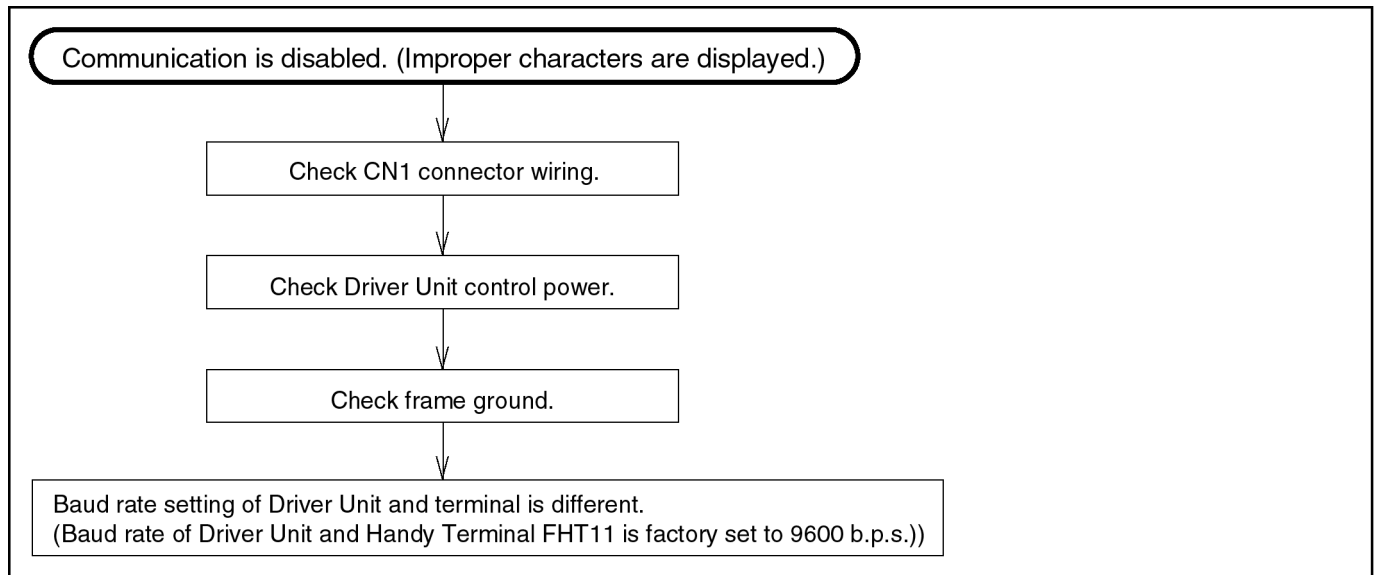 Communication is disabled. (Improper characters are displayed.)
Check CN1 connector wiring.
Check Driver Unit control power.
Check frame ground.
Baud rate setting of Driver Unit and terminal is different.
(Baud rate of Driver Unit and Handy Terminal FHT11 is factory set to 9600 b.p.s.))